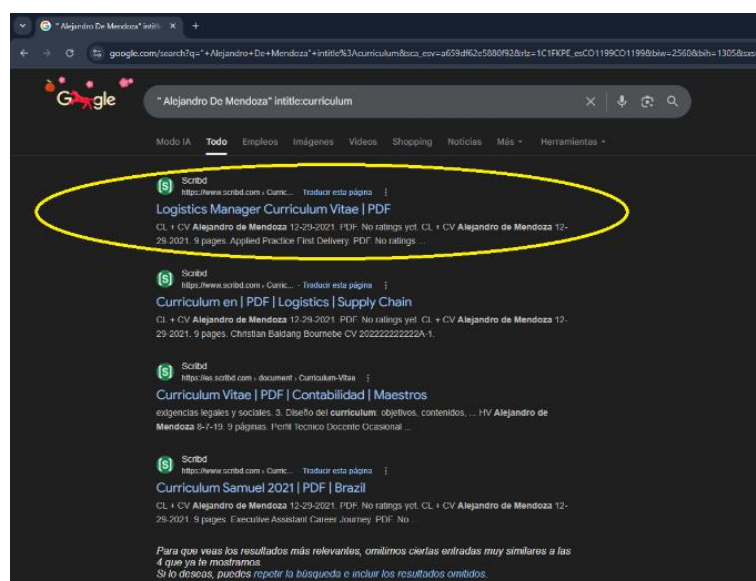 " Alejandro De Mendoza" intitle
google.com/search?q="+Alejandro+De+Mendoza"+intitle%3Acurriculum&sca_esv=a659df62e5880f92&rlz=1C1FKPE_esCO1199CO1199&biw=2560&bih=1305&sxs
Google
" Alejandro De Mendoza" intitle:curriculum
Modo IA Todo Empleos Imágenes Videos Shopping Noticias Más Herramientas
Scribd
https://www.scribd.com › Curric... · Traducir esta página
Logistics Manager Curriculum Vitae | PDF
CL + CV Alejandro de Mendoza 12-29-2021. PDF. No ratings yet. CL + CV Alejandro de Mendoza 12-
29-2021. 9 pages. Applied Practice First Delivery. PDF. No ratings ...
Scribd
https://www.scribd.com › Curric... · Traducir esta página
Curriculum en | PDF | Logistics | Supply Chain
CL + CV Alejandro de Mendoza 12-29-2021. PDF. No ratings yet. CL + CV Alejandro de Mendoza 12-
29-2021. 9 pages. Christian Baldang Bournebe CV 202222222222A-1.
Scribd
https://es.scribd.com › document › Curriculum-Vitae
Curriculum Vitae | PDF | Contabilidad | Maestros
exigencias legales y sociales. 3. Diseño del curriculum: objetivos, contenidos, ... HV Alejandro de
Mendoza 8-7-19. 9 páginas. Perfil Tecnico Docente Ocasional ...
Scribd
https://www.scribd.com › Curric... · Traducir esta página
Curriculum Samuel 2021 | PDF | Brazil
CL + CV Alejandro de Mendoza 12-29-2021. PDF. No ratings yet. CL + CV Alejandro de Mendoza 12-
29-2021. 9 pages. Executive Assistant Career Journey. PDF. No ...
Para que veas los resultados más relevantes, omitimos ciertas entradas muy similares a las
4 que ya te mostramos.
Si lo deseas, puedes repetir la búsqueda e incluir los resultados omitidos.